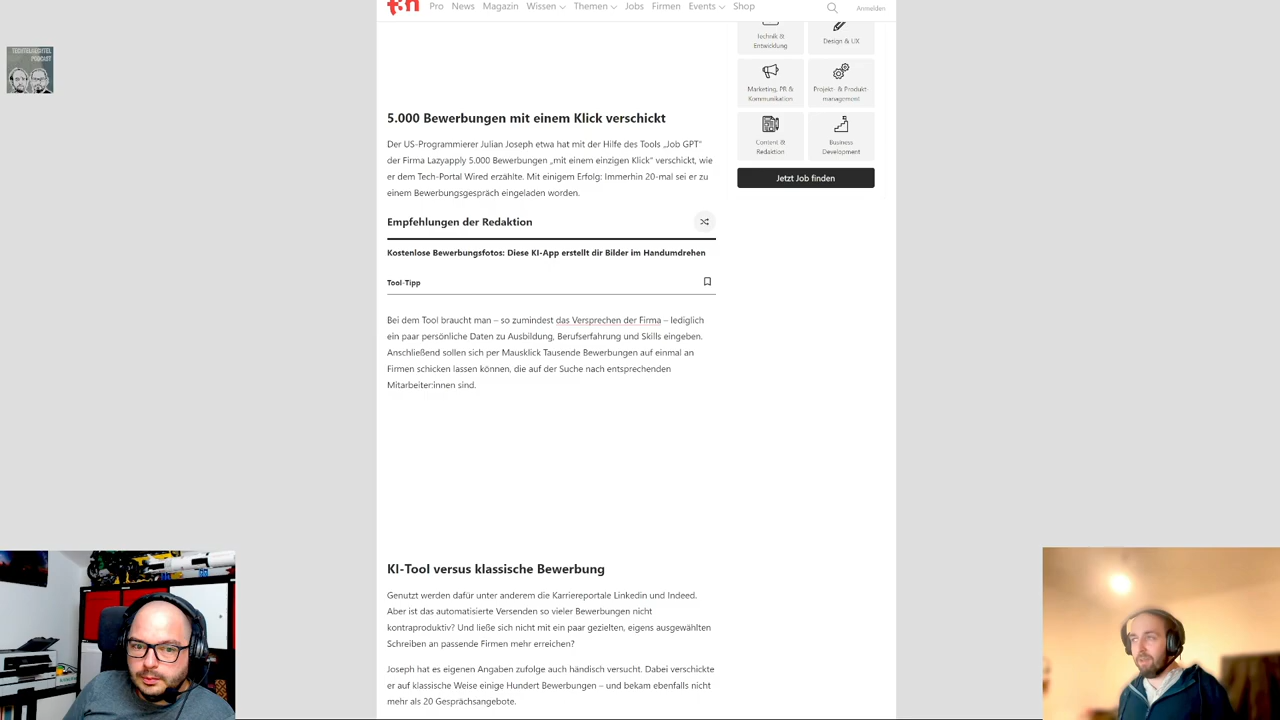 t3n Pro News Magazin Wissen Themen Jobs Firmen Events Shop Anmelden
TECHTELMECHTEL
PODCAST
Technik &
Entwicklung
Design & UX
Marketing, PR &
Kommunikation
Projekt- & Produkt-
management
Content &
Redaktion
Business
Development
Jetzt Job finden
5.000 Bewerbungen mit einem Klick verschickt
Der US-Programmierer Julian Joseph etwa hat mit der Hilfe des Tools „Job GPT“
der Firma Lazyapply 5.000 Bewerbungen „mit einem einzigen Klick“ verschickt, wie
er dem Tech-Portal Wired erzählte. Mit einigem Erfolg: Immerhin 20-mal sei er zu
einem Bewerbungsgespräch eingeladen worden.
Empfehlungen der Redaktion
Kostenlose Bewerbungsfotos: Diese KI-App erstellt dir Bilder im Handumdrehen
Tool-Tipp
Bei dem Tool braucht man – so zumindest das Versprechen der Firma – lediglich
ein paar persönliche Daten zu Ausbildung, Berufserfahrung und Skills eingeben.
Anschließend sollen sich per Mausklick Tausende Bewerbungen auf einmal an
Firmen schicken lassen können, die auf der Suche nach entsprechenden
Mitarbeiter:innen sind.
KI-Tool versus klassische Bewerbung
Genutzt werden dafür unter anderem die Karriereportale Linkedin und Indeed.
Aber ist das automatisierte Versenden so vieler Bewerbungen nicht
kontraproduktiv? Und ließe sich nicht mit ein paar gezielten, eigens ausgewählten
Schreiben an passende Firmen mehr erreichen?
Joseph hat es eigenen Angaben zufolge auch händisch versucht. Dabei verschickte
er auf klassische Weise einige Hundert Bewerbungen – und bekam ebenfalls nicht
mehr als 20 Gesprächsangebote.